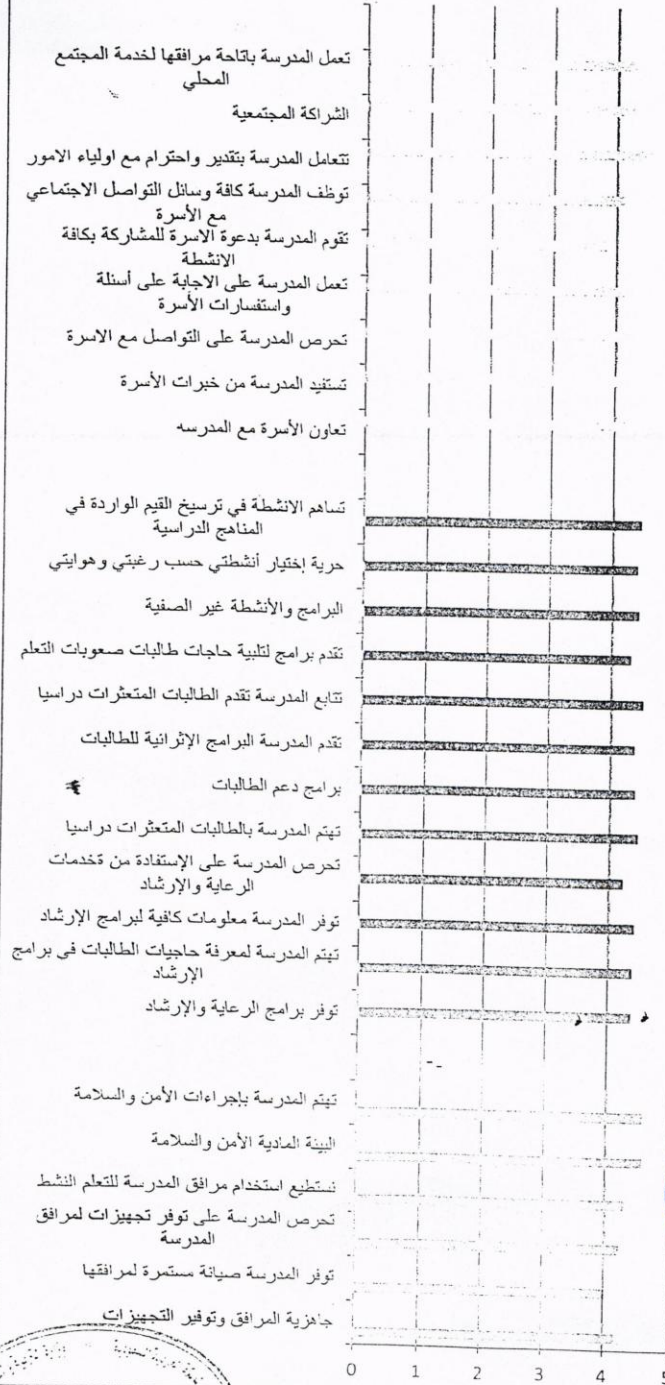 تعمل المدرسة باتاحة مرافقها لخدمة المجتمع
المحلي
الشراكة المجتمعية
تتعامل المدرسة بتقدير واحترام مع اولياء الامور
توظف المدرسة كافة وسائل التواصل الاجتماعي
مع الأسرة
تقوم المدرسة بدعوة الاسرة للمشاركة بكافة
الانشطة
تعمل المدرسة على الاجابة على أسئلة
واستفسارات الأسرة
تحرص المدرسة على التواصل مع الاسرة
تستفيد المدرسة من خبرات الأسرة
تعاون الأسرة مع المدرسه
تساهم الانشطة في ترسيخ القيم الواردة في
المناهج الدراسية
حرية إختيار أنشطتي حسب رغبتي وهوايتي
البرامج والأنشطة غير الصفية
تقدم برامج لتلبية حاجات طالبات صعوبات التعلم
تتابع المدرسة تقدم الطالبات المتعثرات دراسيا
تقدم المدرسة البرامج الإثرائية للطالبات
برامج دعم الطالبات
تهتم المدرسة بالطالبات المتعثرات دراسيا
تحرص المدرسة على الإستفادة من ةخدمات
الرعاية والإرشاد
توفر المدرسة معلومات كافية لبرامج الإرشاد
تهتم المدرسة لمعرفة حاجيات الطالبات في برامج
الإرشاد
توفر برامج الرعاية والإرشاد
تهتم المدرسة بإجراءات الأمن والسلامة
البيئة المادية الأمن والسلامة
نستطيع استخدام مرافق المدرسة للتعلم النشط
تحرص المدرسة على توفر تجهيزات لمرافق
المدرسة
توفر المدرسة صيانة مستمرة لمرافقها
جاهزية المرافق وتوفير التجهيزات
0 1 2 3 4